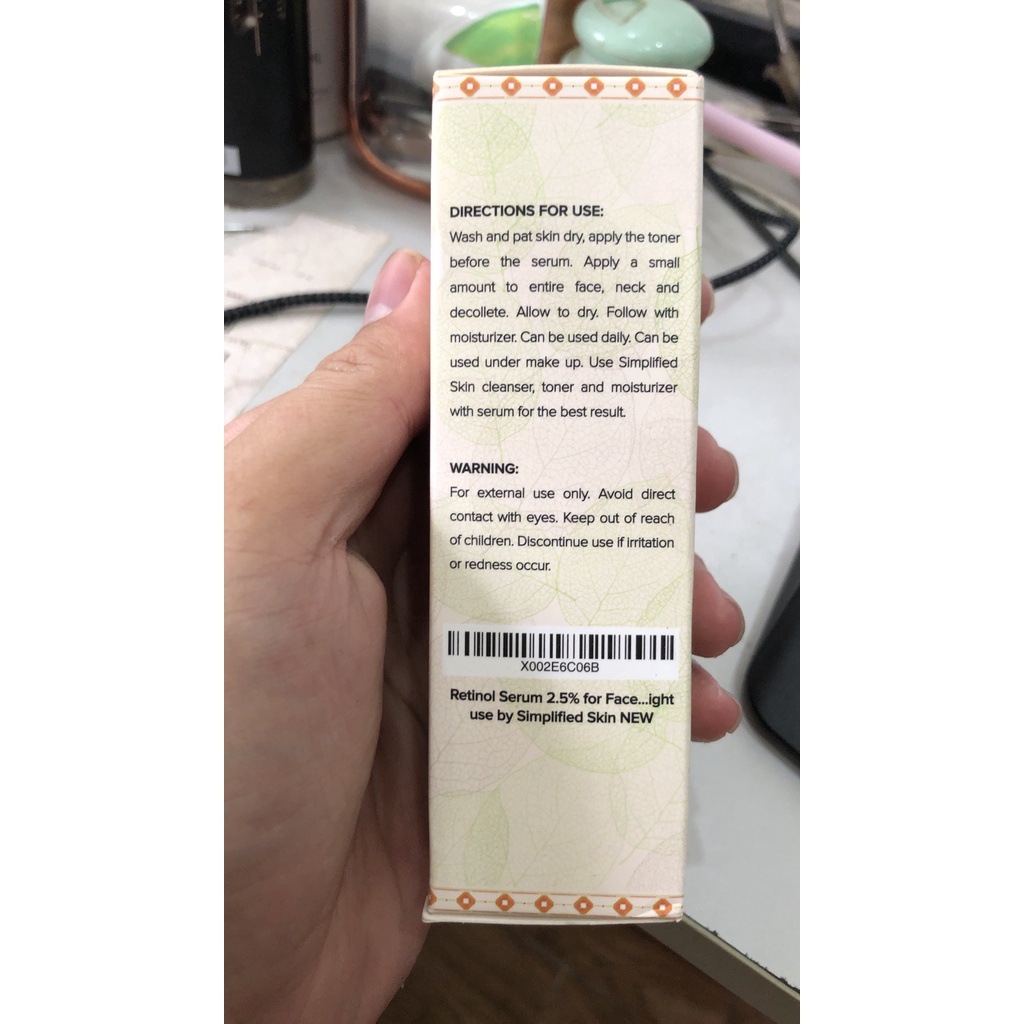 DIRECTIONS FOR USE:
Wash and pat skin dry, apply the toner
before the serum. Apply a small
amount to entire face, neck and
decollete. Allow to dry. Follow with
moisturizer. Can be used daily. Can be
used under make up. Use Simplified
Skin cleanser, toner and moisturizer
with serum for the best result.
WARNING:
For external use only. Avoid direct
contact with eyes. Keep out of reach
of children. Discontinue use if irritation
or redness occur.
X002E6C06B
Retinol Serum 2.5% for Face...ight
use by Simplified Skin NEW